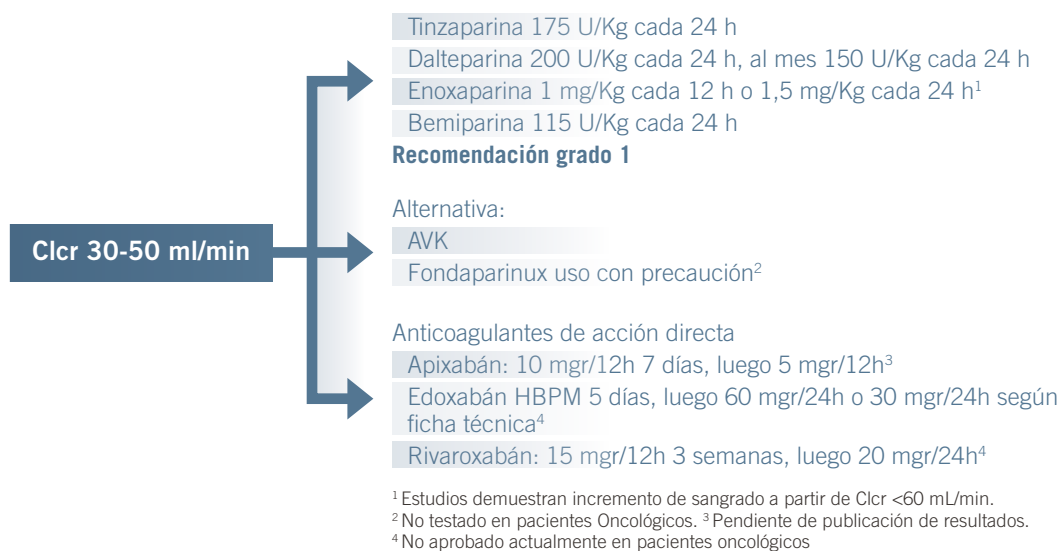 Tinzaparina 175 U/Kg cada 24 h
Dalteparina 200 U/Kg cada 24 h, al mes 150 U/Kg cada 24 h
Enoxaparina 1 mg/Kg cada 12 h o 1,5 mg/Kg cada 24 h¹
Bemiparina 115 U/Kg cada 24 h
Recomendación grado 1
Clcr 30-50 ml/min
Alternativa:
AVK
Fondaparinux uso con precaución²
Anticoagulantes de acción directa
Apixabán: 10 mgr/12h 7 días, luego 5 mgr/12h³
Edoxabán HBPM 5 días, luego 60 mgr/24h o 30 mgr/24h según
ficha técnica⁴
Rivaroxabán: 15 mgr/12h 3 semanas, luego 20 mgr/24h⁴
¹ Estudios demuestran incremento de sangrado a partir de Clcr <60 mL/min.
² No testado en pacientes Oncológicos. ³ Pendiente de publicación de resultados.
⁴ No aprobado actualmente en pacientes oncológicos